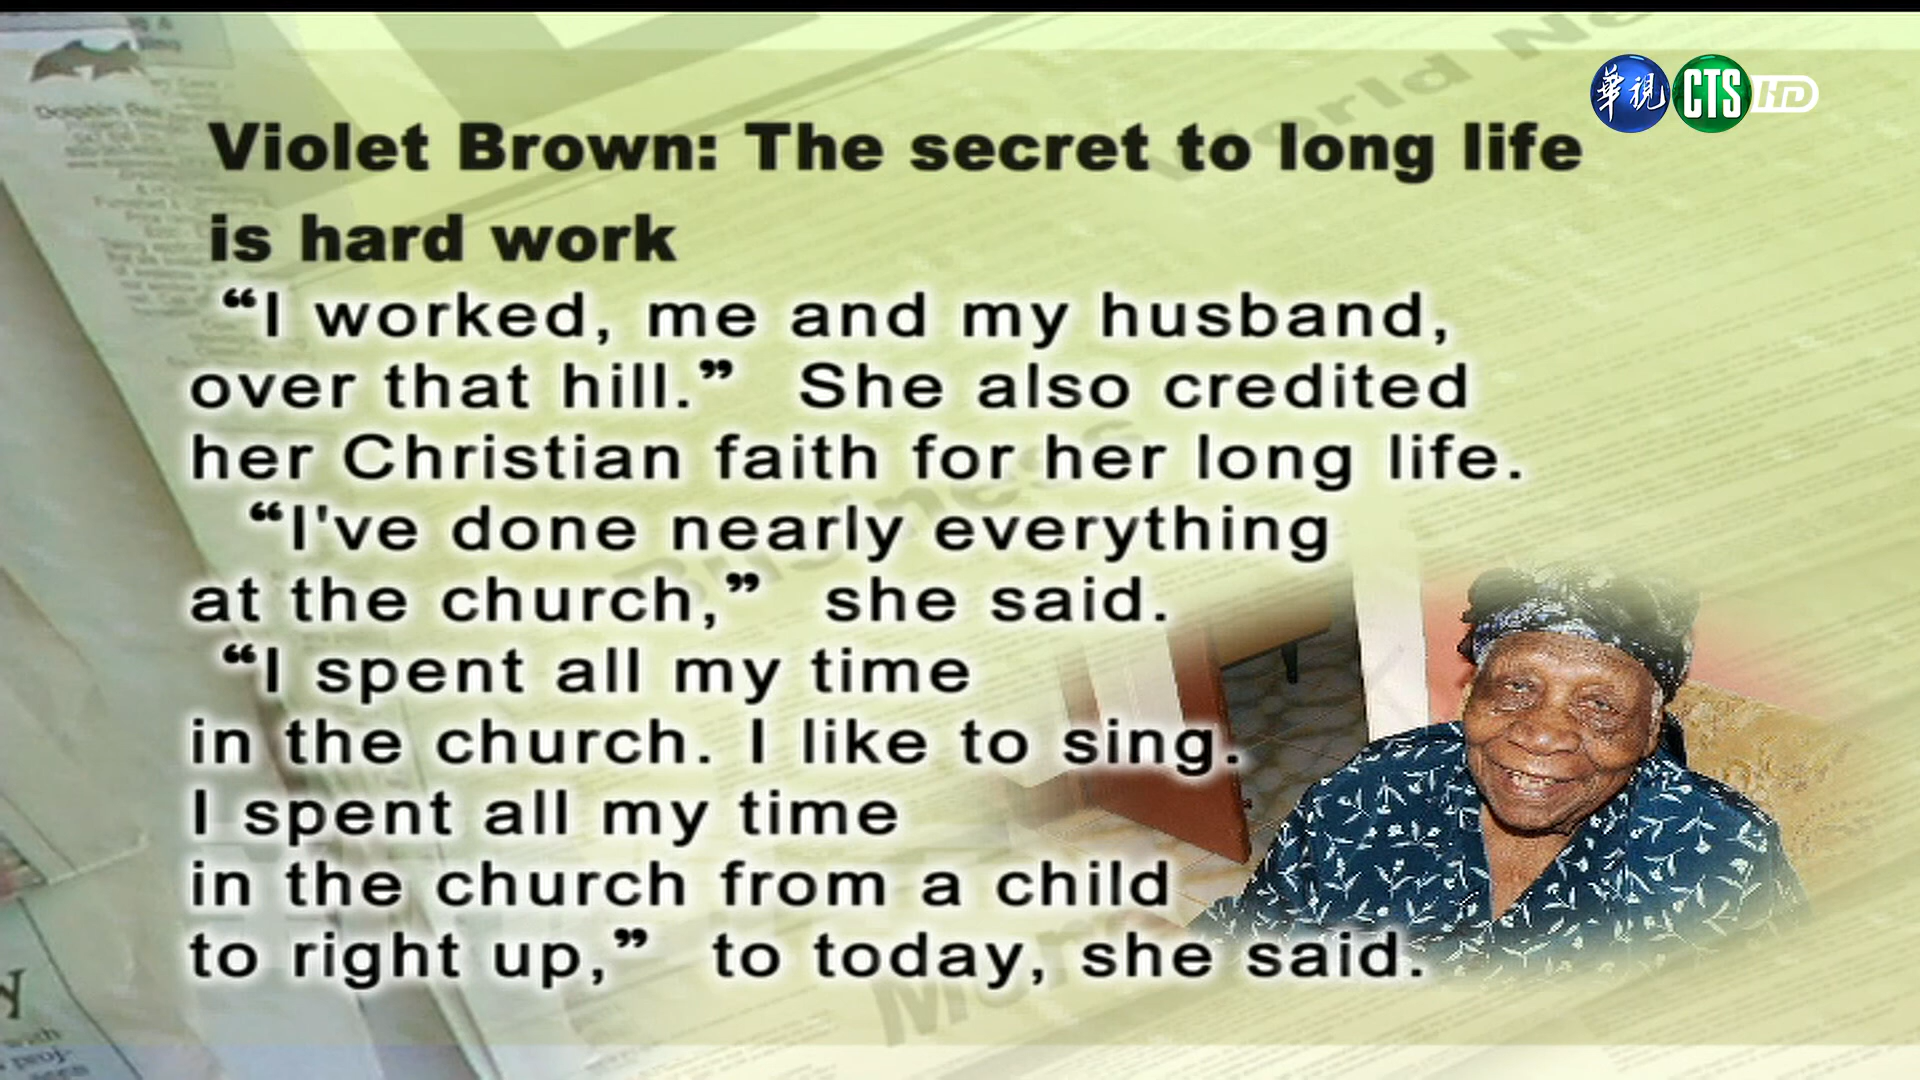 華視 CTS HD
Violet Brown: The secret to long life
is hard work
“I worked, me and my husband,
over that hill.” She also credited
her Christian faith for her long life.
“I've done nearly everything
at the church,” she said.
“I spent all my time
in the church. I like to sing.
I spent all my time
in the church from a child
to right up,” to today, she said.
World Ne
Business